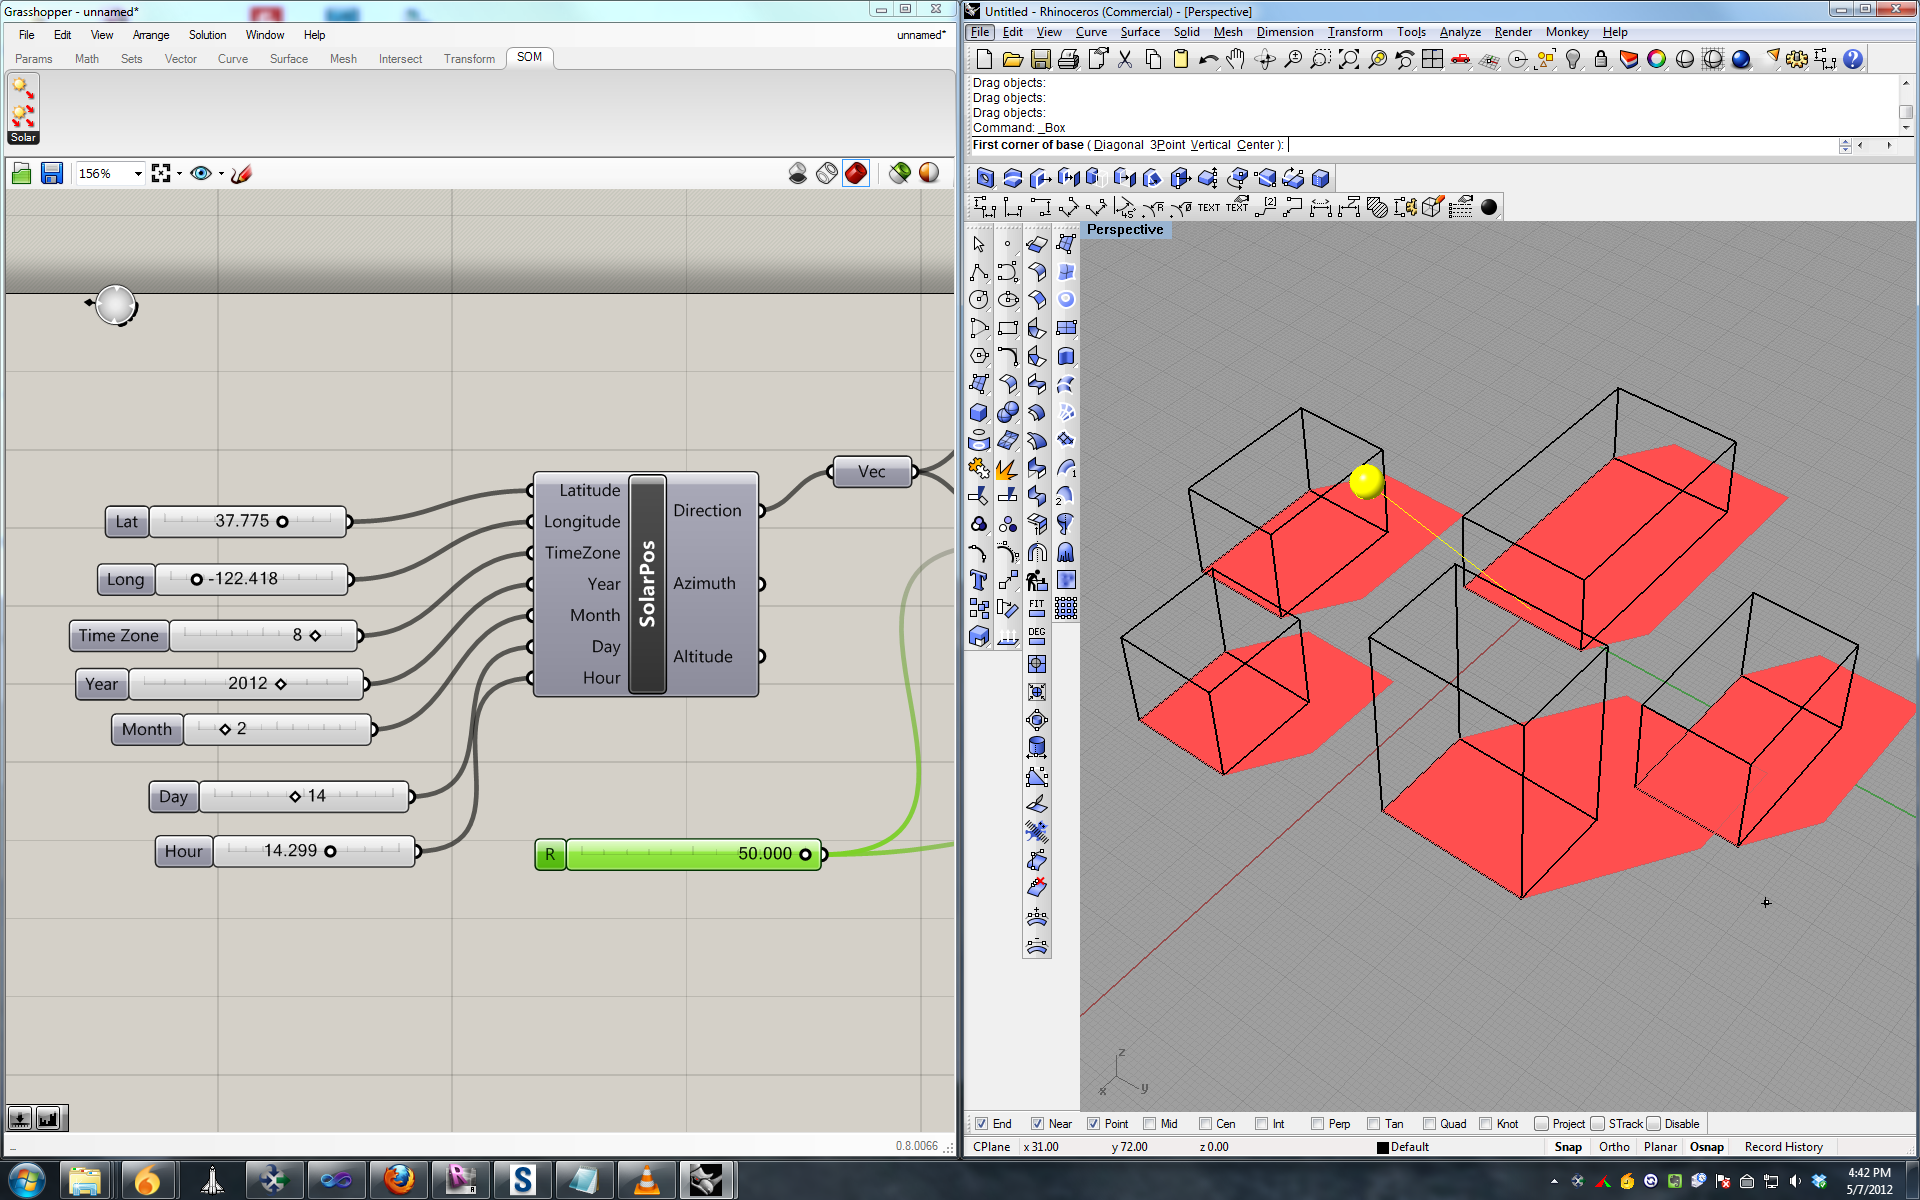 Grasshopper - unnamed*
File Edit View Arrange Solution Window Help unnamed*
Params Math Sets Vector Curve Surface Mesh Intersect Transform SOM
Solar
156%
Lat 37.775
Long -122.418
Time Zone 8
Year 2012
Month 2
Day 14
Hour 14.299
Latitude
Longitude
TimeZone
Year
Month
Day
Hour
SolarPos
Direction
Azimuth
Altitude
Vec
R 50.000
0.8.0066
Untitled - Rhinoceros (Commercial) - [Perspective]
File Edit View Curve Surface Solid Mesh Dimension Transform Tools Analyze Render Monkey Help
Drag objects:
Drag objects:
Drag objects:
Command: _Box
First corner of base ( Diagonal 3Point Vertical Center ):
TEXT TEXT
Perspective
FIT
DEG
z
x y
End Near Point Mid Cen Int Perp Tan Quad Knot Project STrack Disable
CPlane x 31.00 y 72.00 z 0.00 Default Snap Ortho Planar Osnap Record History
4:42 PM
5/7/2012